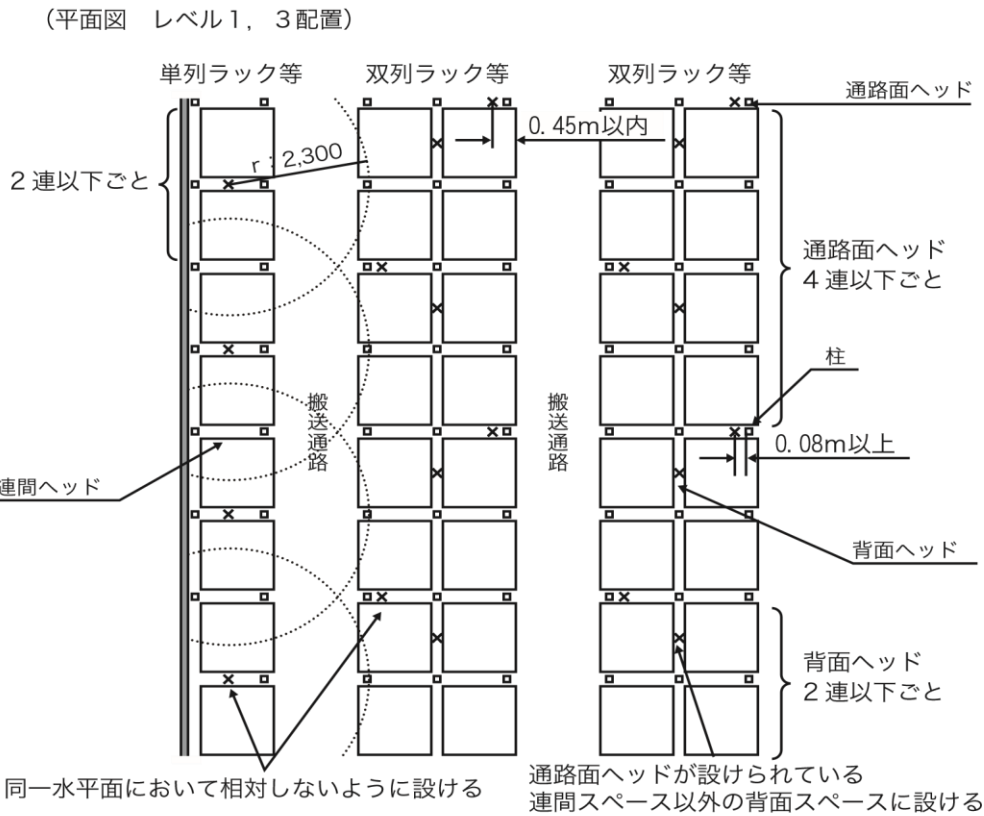 （平面図　レベル１，３配置）
単列ラック等
双列ラック等
双列ラック等
通路面ヘッド
0.45m以内
r：2,300
２連以下ごと
通路面ヘッド
４連以下ごと
柱
搬送通路
搬送通路
0.08m以上
連間ヘッド
背面ヘッド
背面ヘッド
２連以下ごと
同一水平面において相対しないように設ける
通路面ヘッドが設けられている
連間スペース以外の背面スペースに設ける